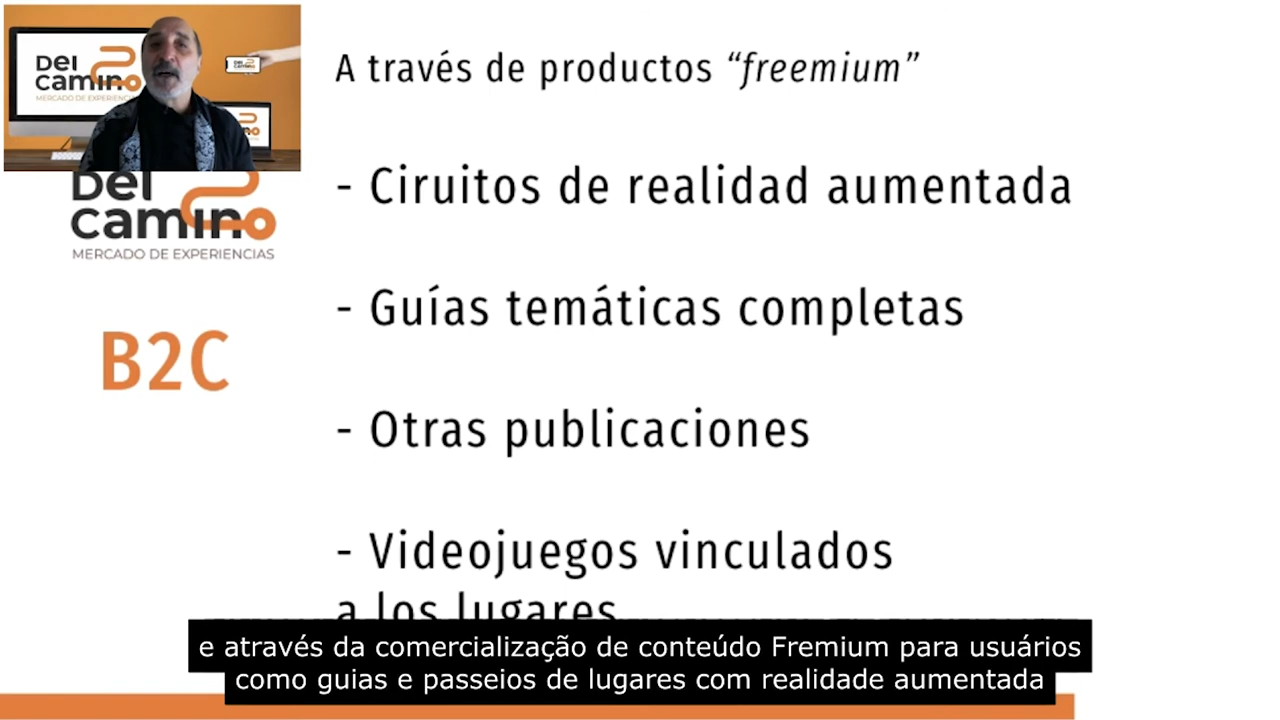 Del
camino
MERCADO DE EXPERIENCIAS
A través de productos “freemium”
- Ciruitos de realidad aumentada
Del
camino
MERCADO DE EXPERIENCIAS
- Guías temáticas completas
B2C
- Otras publicaciones
- Videojuegos vinculados
a los lugares
e através da comercialização de conteúdo Fremium para usuários
como guias e passeios de lugares com realidade aumentada